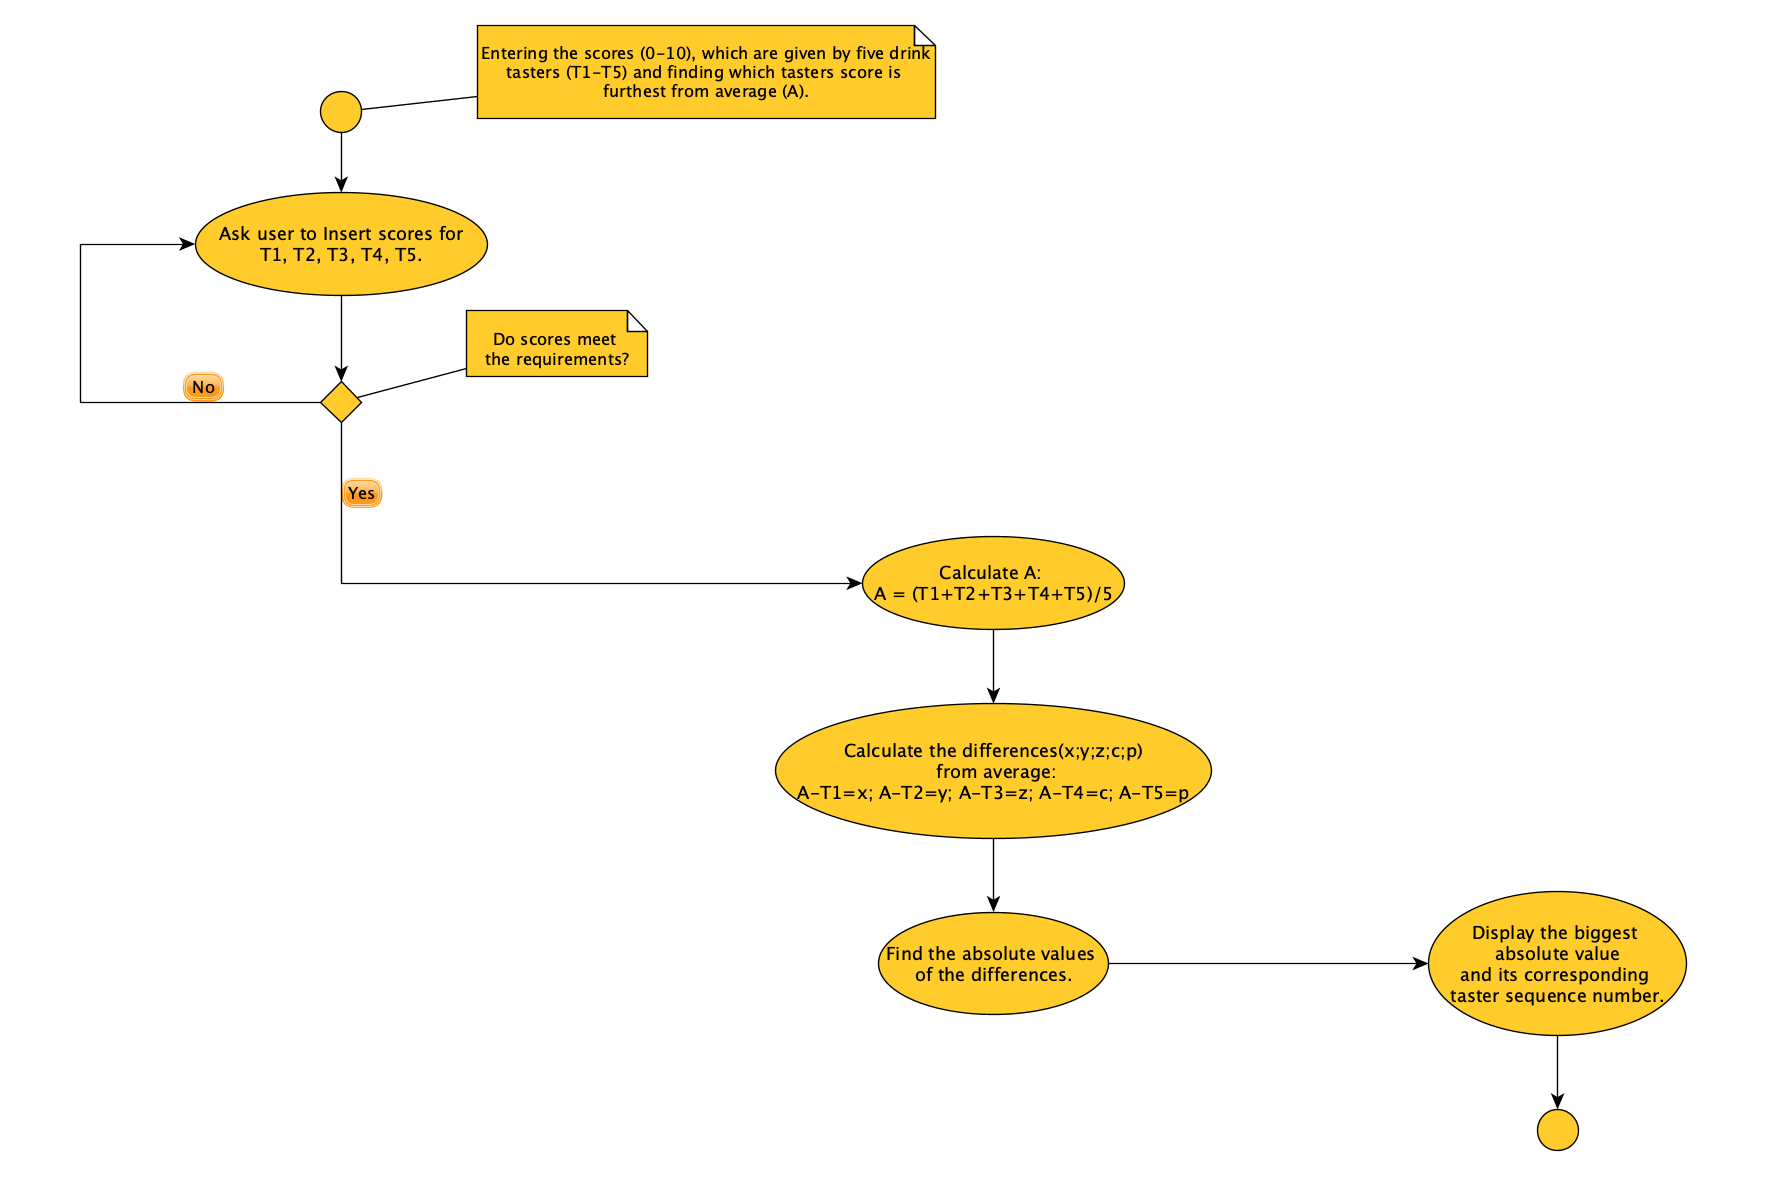 Entering the scores (0-10), which are given by five drink
tasters (T1-T5) and finding which tasters score is
furthest from average (A).
Ask user to Insert scores for
T1, T2, T3, T4, T5.
Do scores meet
the requirements?
No
Yes
Calculate A:
A = (T1+T2+T3+T4+T5)/5
Calculate the differences(x;y;z;c;p)
from average:
A-T1=x; A-T2=y; A-T3=z; A-T4=c; A-T5=p
Find the absolute values
of the differences.
Display the biggest
absolute value
and its corresponding
taster sequence number.